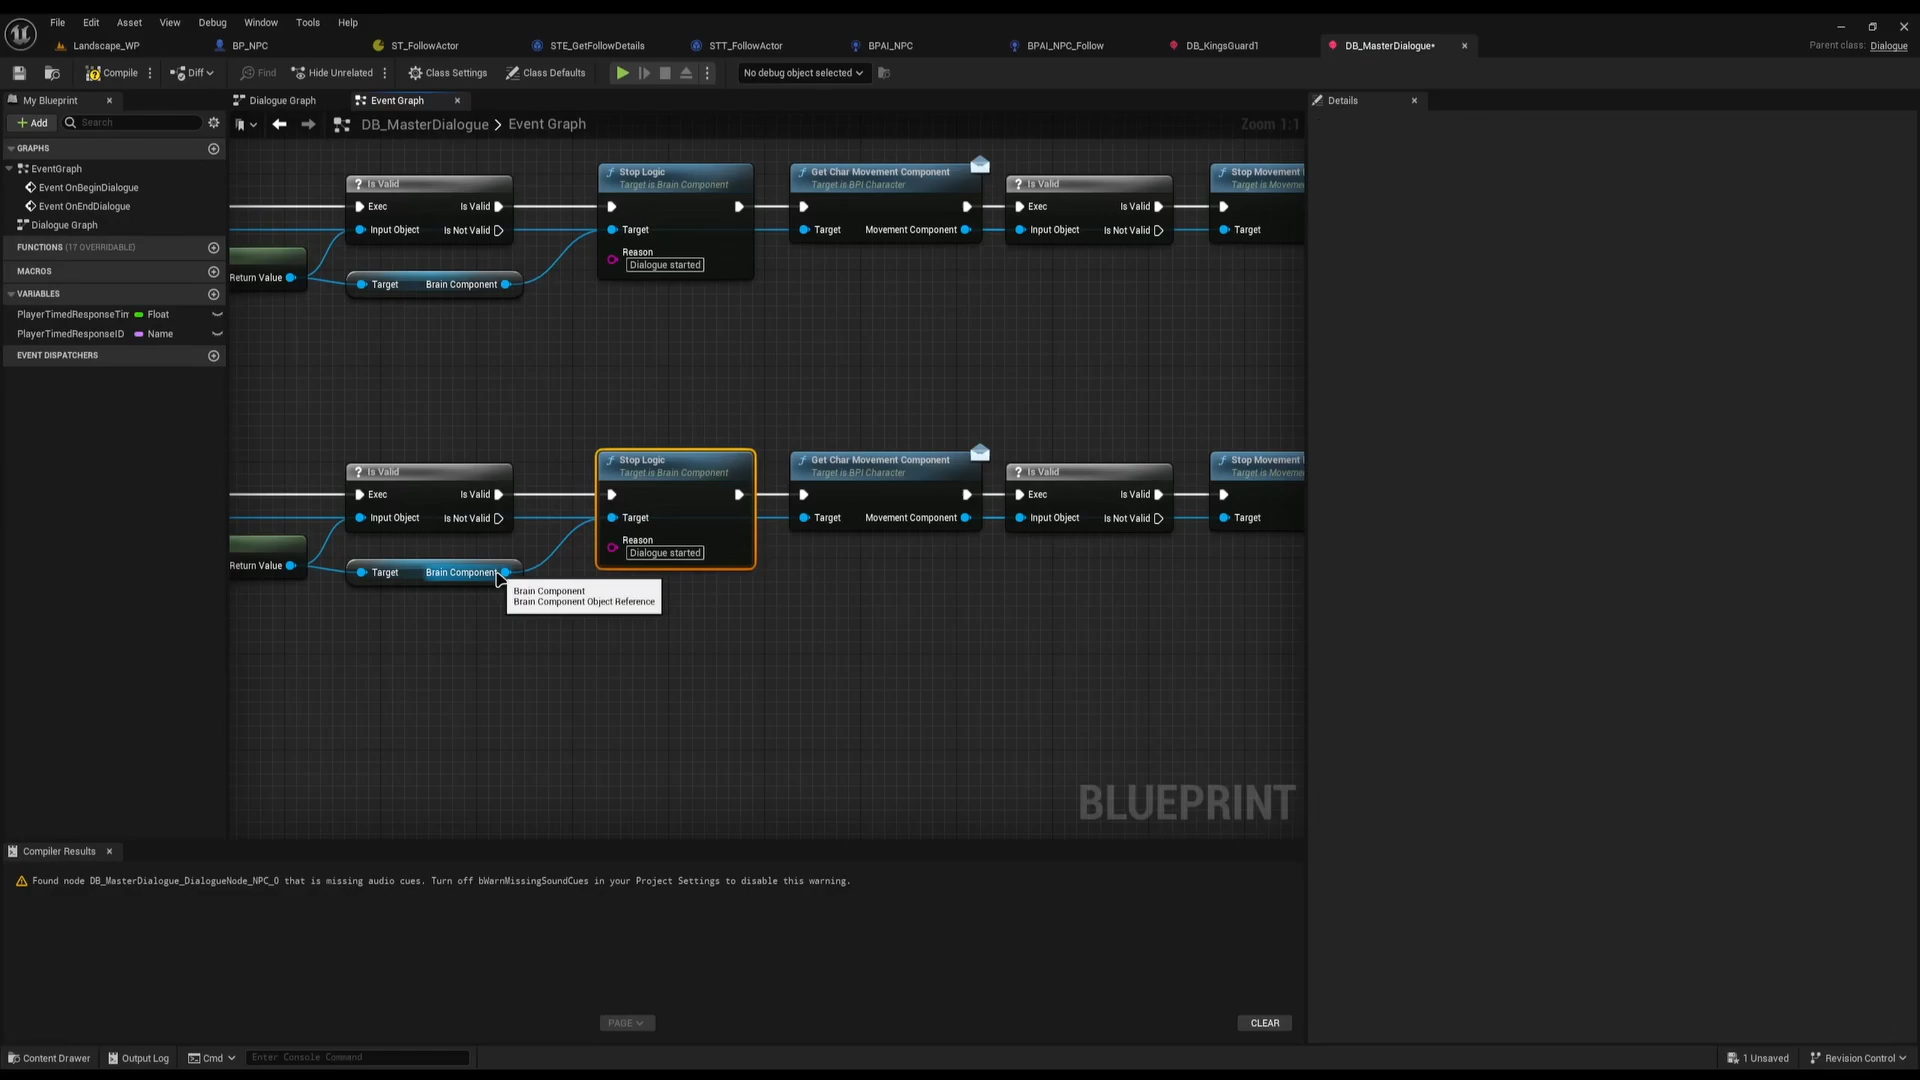 File Edit Asset View Debug Window Tools Help
Landscape_WP BP_NPC ST_FollowActor STE_GetFollowDetails STT_FollowActor BPAI_NPC BPAI_NPC_Follow DB_KingsGuard1 DB_MasterDialogue* Parent class: Dialogue
Compile Diff Find Hide Unrelated Class Settings Class Defaults No debug object selected
My Blueprint Dialogue Graph Event Graph Details
Add Search DB_MasterDialogue > Event Graph Zoom 1:1
GRAPHS
EventGraph
Event OnBeginDialogue
Event OnEndDialogue
Dialogue Graph
FUNCTIONS (17 OVERRIDABLE)
MACROS
VARIABLES
PlayerTimedResponseTim Float
PlayerTimedResponseID Name
EVENT DISPATCHERS
Is Valid
Exec Is Valid
Input Object Is Not Valid
Return Value
Target Brain Component
Stop Logic
Target is Brain Component
Target
Reason
Dialogue started
Get Char Movement Component
Target is BPI Character
Target Movement Component
Is Valid
Exec Is Valid
Input Object Is Not Valid
Stop Movement
Target is Moveme
Target
Is Valid
Exec Is Valid
Input Object Is Not Valid
Return Value
Target Brain Component
Stop Logic
Target is Brain Component
Target
Reason
Dialogue started
Get Char Movement Component
Target is BPI Character
Target Movement Component
Is Valid
Exec Is Valid
Input Object Is Not Valid
Stop Movement
Target is Moveme
Target
Brain Component
Brain Component Object Reference
BLUEPRINT
Compiler Results
Found node DB_MasterDialogue_DialogueNode_NPC_0 that is missing audio cues. Turn off bWarnMissingSoundCues in your Project Settings to disable this warning.
PAGE CLEAR
Content Drawer Output Log Cmd Enter Console Command 1 Unsaved Revision Control